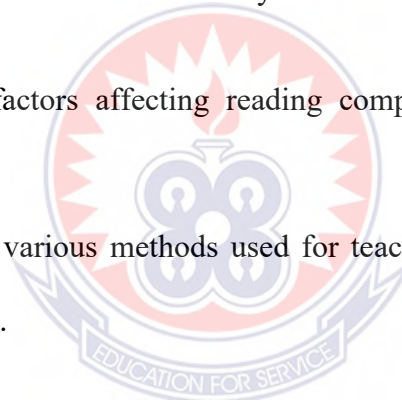 factors affecting reading comp
various methods used for teac
.
EDUCATION FOR SERVICE